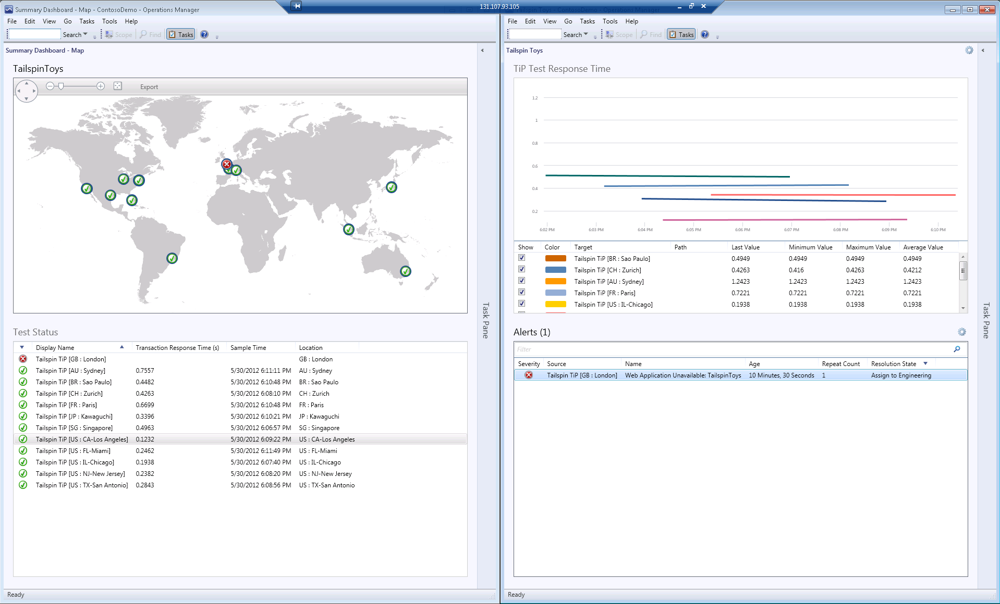 Summary Dashboard - Map - ContosoDemo - Operations Manager
131.107.93.105
Tailspin Toys - ContosoDemo - Operations Manager
File Edit View Go Tasks Tools Help
Search Scope Find Tasks
Summary Dashboard - Map
TailspinToys
Export
Test Status
Display Name Transaction Response Time (s) Sample Time Location
Tailspin TiP [GB : London] GB : London
Tailspin TiP [AU : Sydney] 0.7557 5/30/2012 6:11:11 PM AU : Sydney
Tailspin TiP [BR : Sao Paulo] 0.4482 5/30/2012 6:10:48 PM BR : Sao Paulo
Tailspin TiP [CH : Zurich] 0.4263 5/30/2012 6:08:10 PM CH : Zurich
Tailspin TiP [FR : Paris] 0.6699 5/30/2012 6:10:48 PM FR : Paris
Tailspin TiP [JP : Kawaguchi] 0.3396 5/30/2012 6:10:21 PM JP : Kawaguchi
Tailspin TiP [SG : Singapore] 0.4963 5/30/2012 6:06:57 PM SG : Singapore
Tailspin TiP [US : CA-Los Angeles] 0.1232 5/30/2012 6:09:22 PM US : CA-Los Angeles
Tailspin TiP [US : FL-Miami] 0.2462 5/30/2012 6:11:49 PM US : FL-Miami
Tailspin TiP [US : IL-Chicago] 0.1938 5/30/2012 6:07:40 PM US : IL-Chicago
Tailspin TiP [US : NJ-New Jersey] 0.2382 5/30/2012 6:08:20 PM US : NJ-New Jersey
Tailspin TiP [US : TX-San Antonio] 0.2843 5/30/2012 6:08:56 PM US : TX-San Antonio
Task Pane
Ready
File Edit View Go Tasks Tools Help
Search Scope Find Tasks
Tailspin Toys
TiP Test Response Time
1.2
1
0.8
0.6
0.4
0.2
6:02 PM 6:03 PM 6:04 PM 6:05 PM 6:06 PM 6:07 PM 6:08 PM 6:09 PM 6:10 PM
Show Color Target Path Last Value Minimum Value Maximum Value Average Value
Tailspin TiP [BR : Sao Paulo] 0.4949 0.4949 0.4949 0.4949
Tailspin TiP [CH : Zurich] 0.4263 0.416 0.4263 0.4212
Tailspin TiP [AU : Sydney] 1.2423 1.2423 1.2423 1.2423
Tailspin TiP [FR : Paris] 0.7221 0.7221 0.7221 0.7221
Tailspin TiP [US : IL-Chicago] 0.1938 0.1938 0.1938 0.1938
Alerts (1)
Filter
Severity Source Name Age Repeat Count Resolution State
Tailspin TiP [GB : London] Web Application Unavailable: TailspinToys 10 Minutes, 30 Seconds 1 Assign to Engineering
Task Pane
Ready